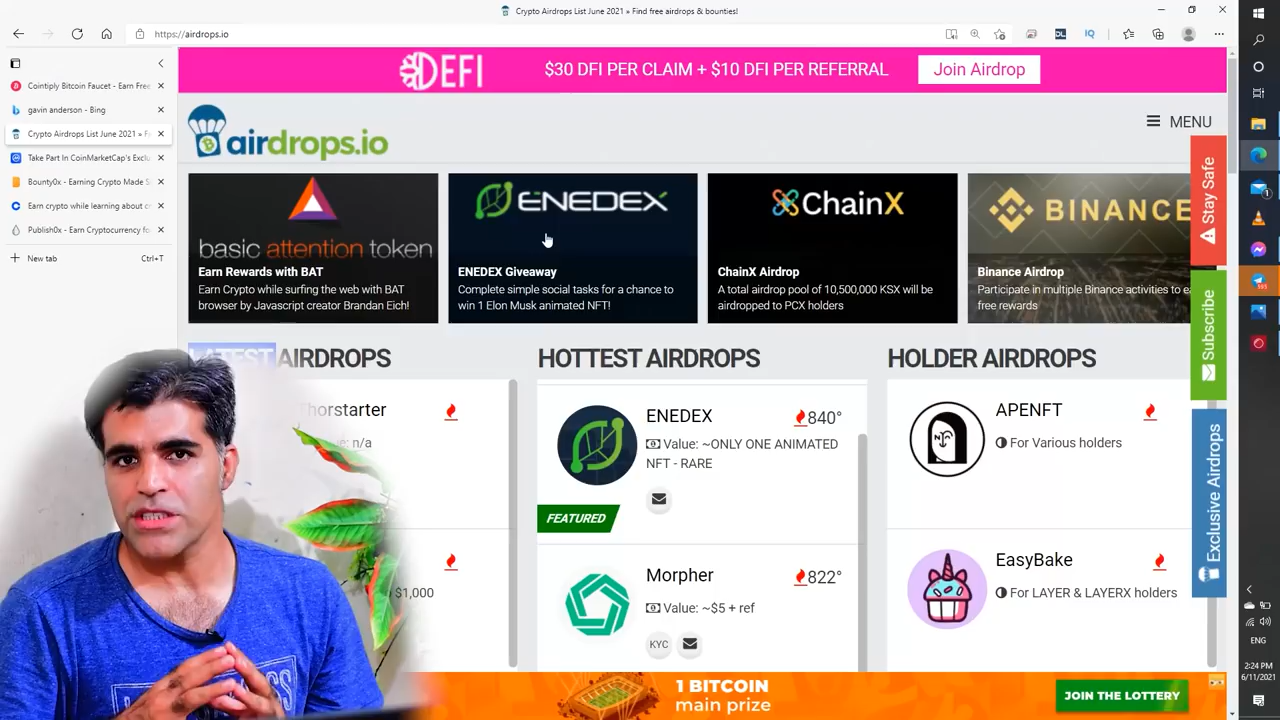 Crypto Airdrops List June 2021 » Find free airdrops & bounties!
https://airdrops.io
Cointiply Bitcoin Faucet - Earn Free
gavin anderson - Bing
Crypto Airdrops List June 2021 » F
Take Part In CoinMarketCap's Exclu
Bounty0x - Earning Crypto Made S
Earn crypto while learning about cr
Publish0x - Earn Cryptocurrency fo
New tab
Ctrl+T
DEFI
$30 DFI PER CLAIM + $10 DFI PER REFERRAL
Join Airdrop
airdrops.io
MENU
basic attention token
Earn Rewards with BAT
Earn Crypto while surfing the web with BAT
browser by Javascript creator Brandan Eich!
ENEDEX
ENEDEX Giveaway
Complete simple social tasks for a chance to
win 1 Elon Musk animated NFT!
ChainX
ChainX Airdrop
A total airdrop pool of 10,500,000 KSX will be
airdropped to PCX holders
BINANCE
Binance Airdrop
Participate in multiple Binance activities to ea
free rewards
Stay Safe
Subscribe
Exclusive Airdrops
LATEST AIRDROPS
horstarter
n/a
$1,000
HOTTEST AIRDROPS
ENEDEX
840°
Value: ~ONLY ONE ANIMATED
NFT - RARE
FEATURED
Morpher
822°
Value: ~$5 + ref
KYC
HOLDER AIRDROPS
APENFT
For Various holders
EasyBake
For LAYER & LAYERX holders
1 BITCOIN
main prize
JOIN THE LOTTERY
ENG
2:24 PM
6/11/2021